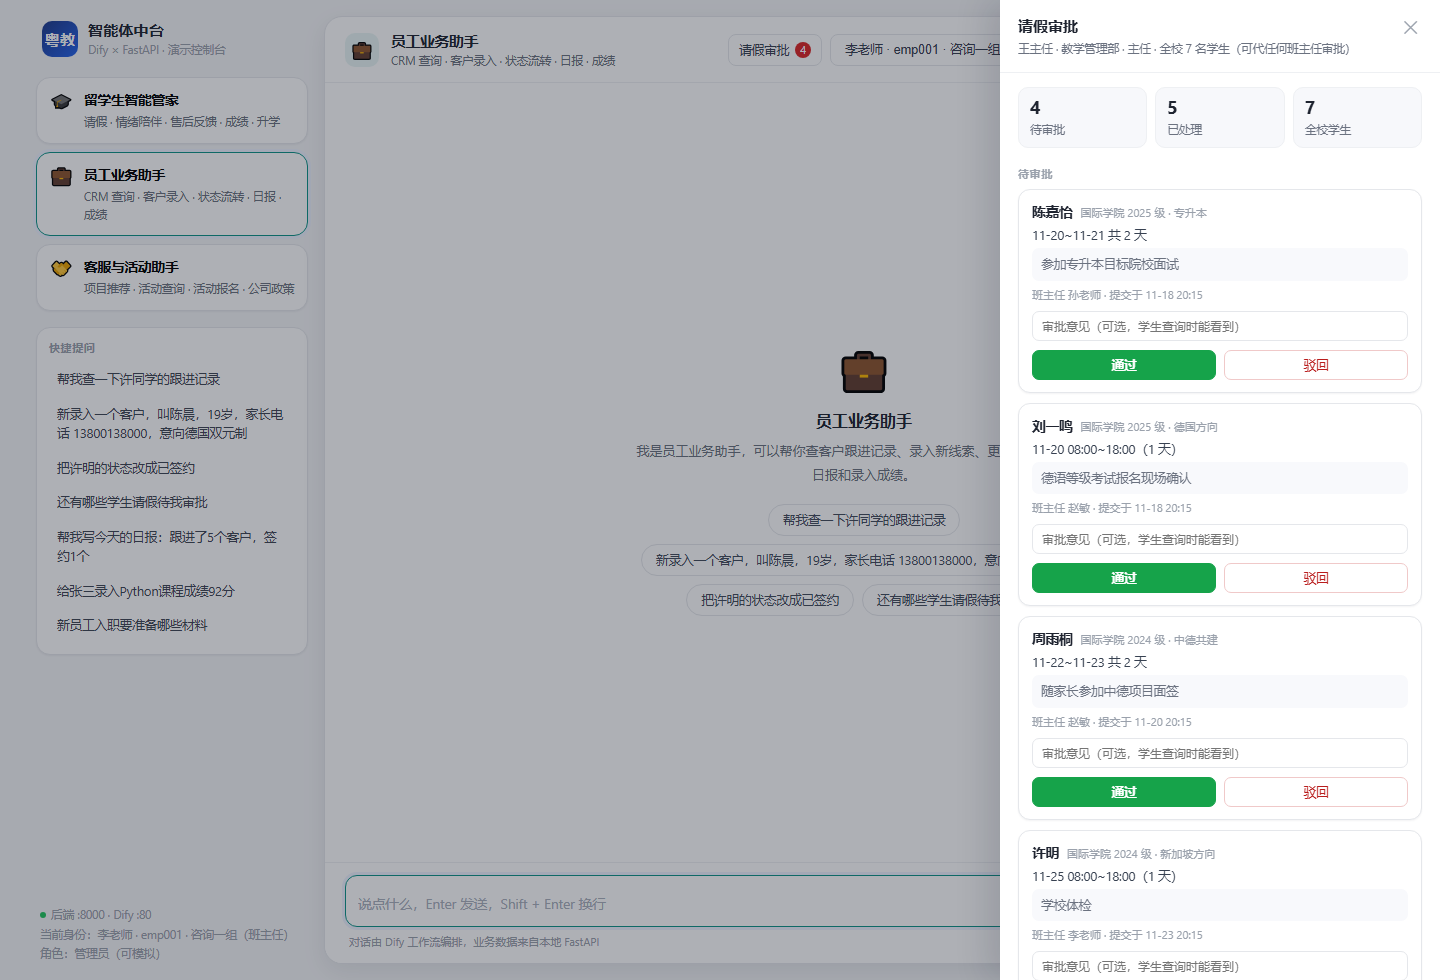 粤教
智能体中台
Dify × FastAPI · 演示控制台
留学生智能管家
请假 · 情绪陪伴 · 售后反馈 · 成绩 · 升学
员工业务助手
CRM 查询 · 客户录入 · 状态流转 · 日报 ·
成绩
客服与活动助手
项目推荐 · 活动查询 · 活动报名 · 公司政策
快捷提问
帮我查一下许同学的跟进记录
新录入一个客户，叫陈晨，19岁，家长电
话 13800138000，意向德国双元制
把许明的状态改成已签约
还有哪些学生请假待我审批
帮我写今天的日报：跟进了5个客户，签
约1个
给张三录入Python课程成绩92分
新员工入职要准备哪些材料
后端 :8000 · Dify :80
当前身份：李老师 · emp001 · 咨询一组（班主任）
角色：管理员（可模拟）
员工业务助手
CRM 查询 · 客户录入 · 状态流转 · 日报 · 成绩
请假审批 4
李老师 · emp001 · 咨询一组
员工业务助手
我是员工业务助手，可以帮你查客户跟进记录、录入新线索、更
日报和录入成绩。
帮我查一下许同学的跟进记录
新录入一个客户，叫陈晨，19岁，家长电话 13800138000，意
把许明的状态改成已签约
还有哪些学生请假待我
说点什么，Enter 发送，Shift + Enter 换行
对话由 Dify 工作流编排，业务数据来自本地 FastAPI
请假审批
王主任 · 教学管理部 · 主任 · 全校 7 名学生（可代任何班主任审批）
4
待审批
5
已处理
7
全校学生
待审批
陈嘉怡 国际学院 2025 级 · 专升本
11-20~11-21 共 2 天
参加专升本目标院校面试
班主任 孙老师 · 提交于 11-18 20:15
审批意见（可选，学生查询时能看到）
通过
驳回
刘一鸣 国际学院 2025 级 · 德国方向
11-20 08:00~18:00（1 天）
德语等级考试报名现场确认
班主任 赵敏 · 提交于 11-18 20:15
审批意见（可选，学生查询时能看到）
通过
驳回
周雨桐 国际学院 2024 级 · 中德共建
11-22~11-23 共 2 天
随家长参加中德项目面签
班主任 赵敏 · 提交于 11-20 20:15
审批意见（可选，学生查询时能看到）
通过
驳回
许明 国际学院 2024 级 · 新加坡方向
11-25 08:00~18:00（1 天）
学校体检
班主任 李老师 · 提交于 11-23 20:15
审批意见（可选，学生查询时能看到）